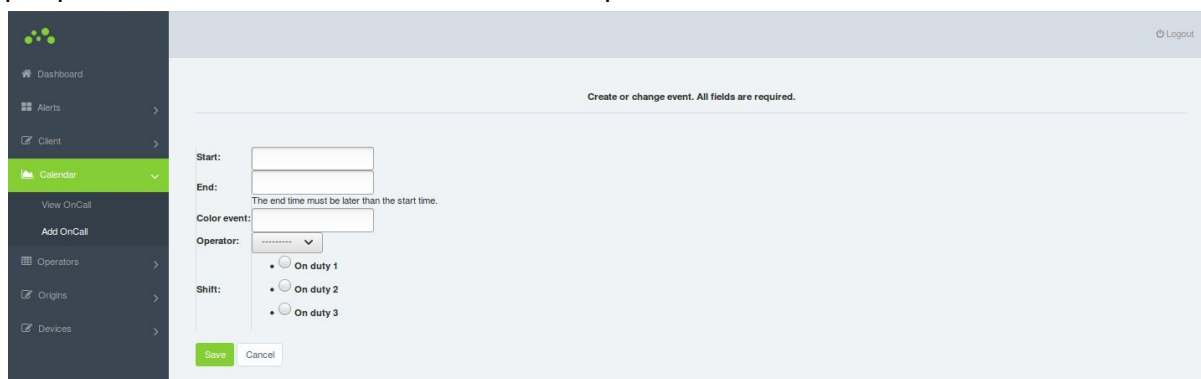 Logout
Dashboard
Alerts
Client
Calendar
View OnCall
Add OnCall
Operators
Origins
Devices
Create or change event. All fields are required.
Start:
End:
The end time must be later than the start time.
Color event:
Operator: ---------
Shift:
On duty 1
On duty 2
On duty 3
Save Cancel